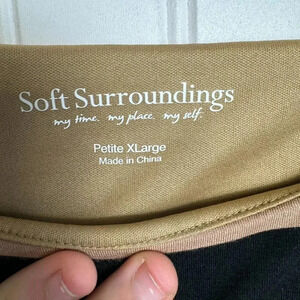 Soft Surroundings
my time. my place. my self.
Petite XLarge
Made in China